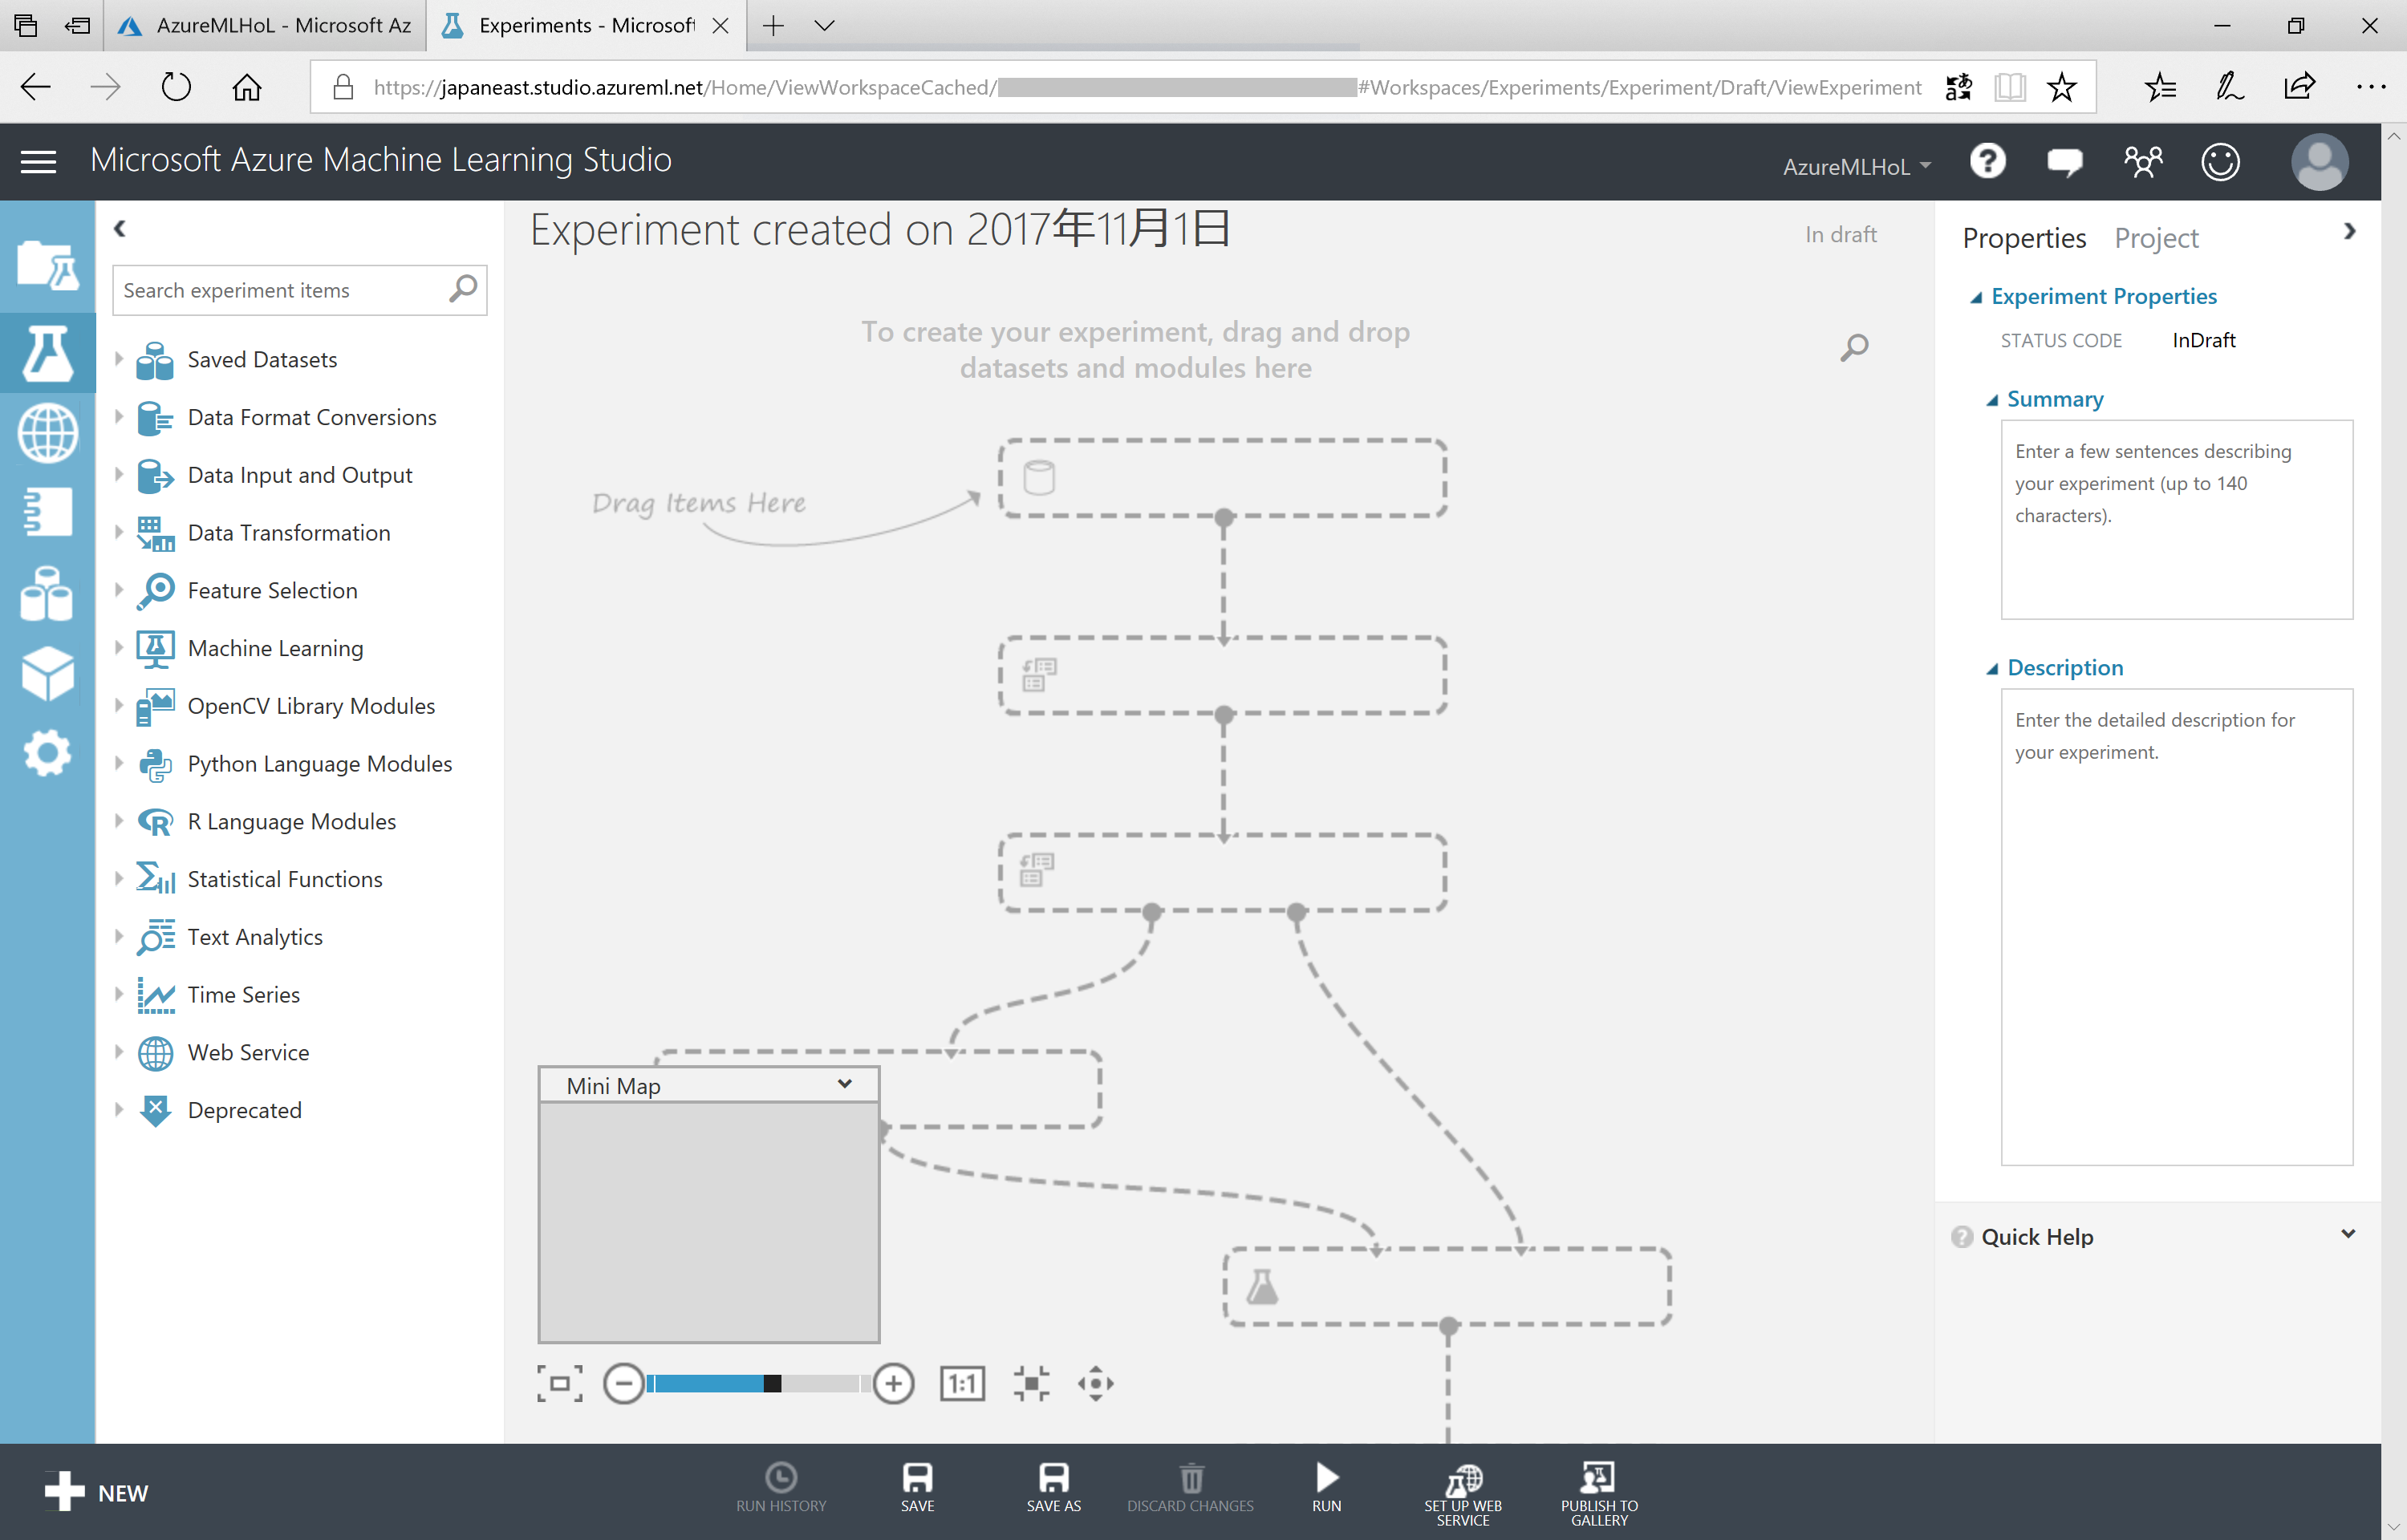 AzureMLHoL - Microsoft Az
Experiments - Microsoft
https://japaneast.studio.azureml.net/Home/ViewWorkspaceCached/
#Workspaces/Experiments/Experiment/Draft/ViewExperiment
Microsoft Azure Machine Learning Studio
AzureMLHoL
Search experiment items
Saved Datasets
Data Format Conversions
Data Input and Output
Data Transformation
Feature Selection
Machine Learning
OpenCV Library Modules
Python Language Modules
R Language Modules
Statistical Functions
Text Analytics
Time Series
Web Service
Deprecated
Experiment created on 2017年11月1日
In draft
To create your experiment, drag and drop
datasets and modules here
Drag Items Here
Mini Map
1:1
Properties
Project
Experiment Properties
STATUS CODE
InDraft
Summary
Enter a few sentences describing
your experiment (up to 140
characters).
Description
Enter the detailed description for
your experiment.
Quick Help
NEW
RUN HISTORY
SAVE
SAVE AS
DISCARD CHANGES
RUN
SET UP WEB
SERVICE
PUBLISH TO
GALLERY